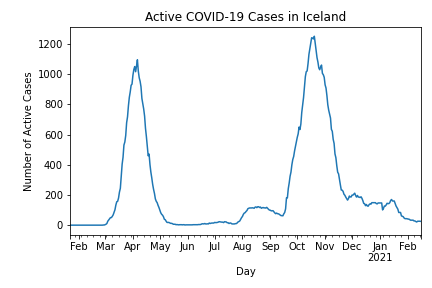 Active COVID-19 Cases in Iceland
Number of Active Cases
1200
1000
800
600
400
200
0
Feb Mar Apr May Jun Jul Aug Sep Oct Nov Dec Jan Feb
2021
Day